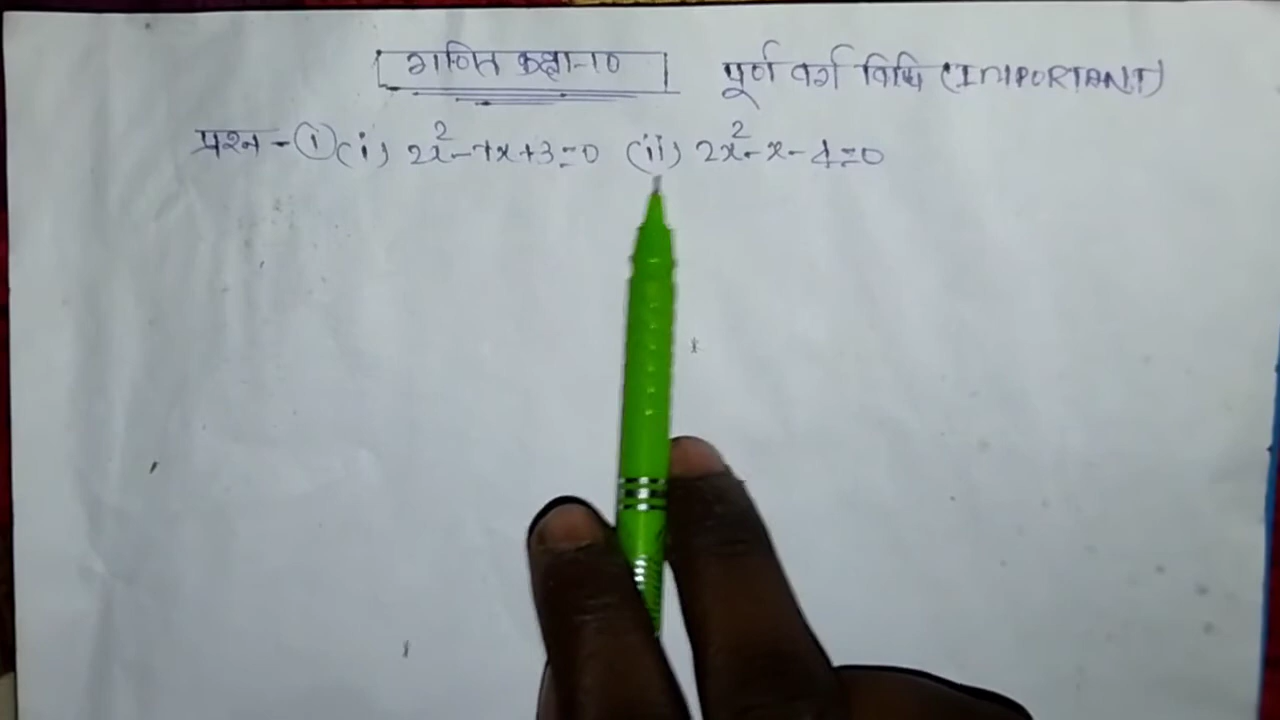 गणित कक्षा-10 पूर्ण वर्ग विधि (IMPORTANT)
प्रश्न - ① (i) 2x²-7x+3=0 (ii) 2x²-x-4=0